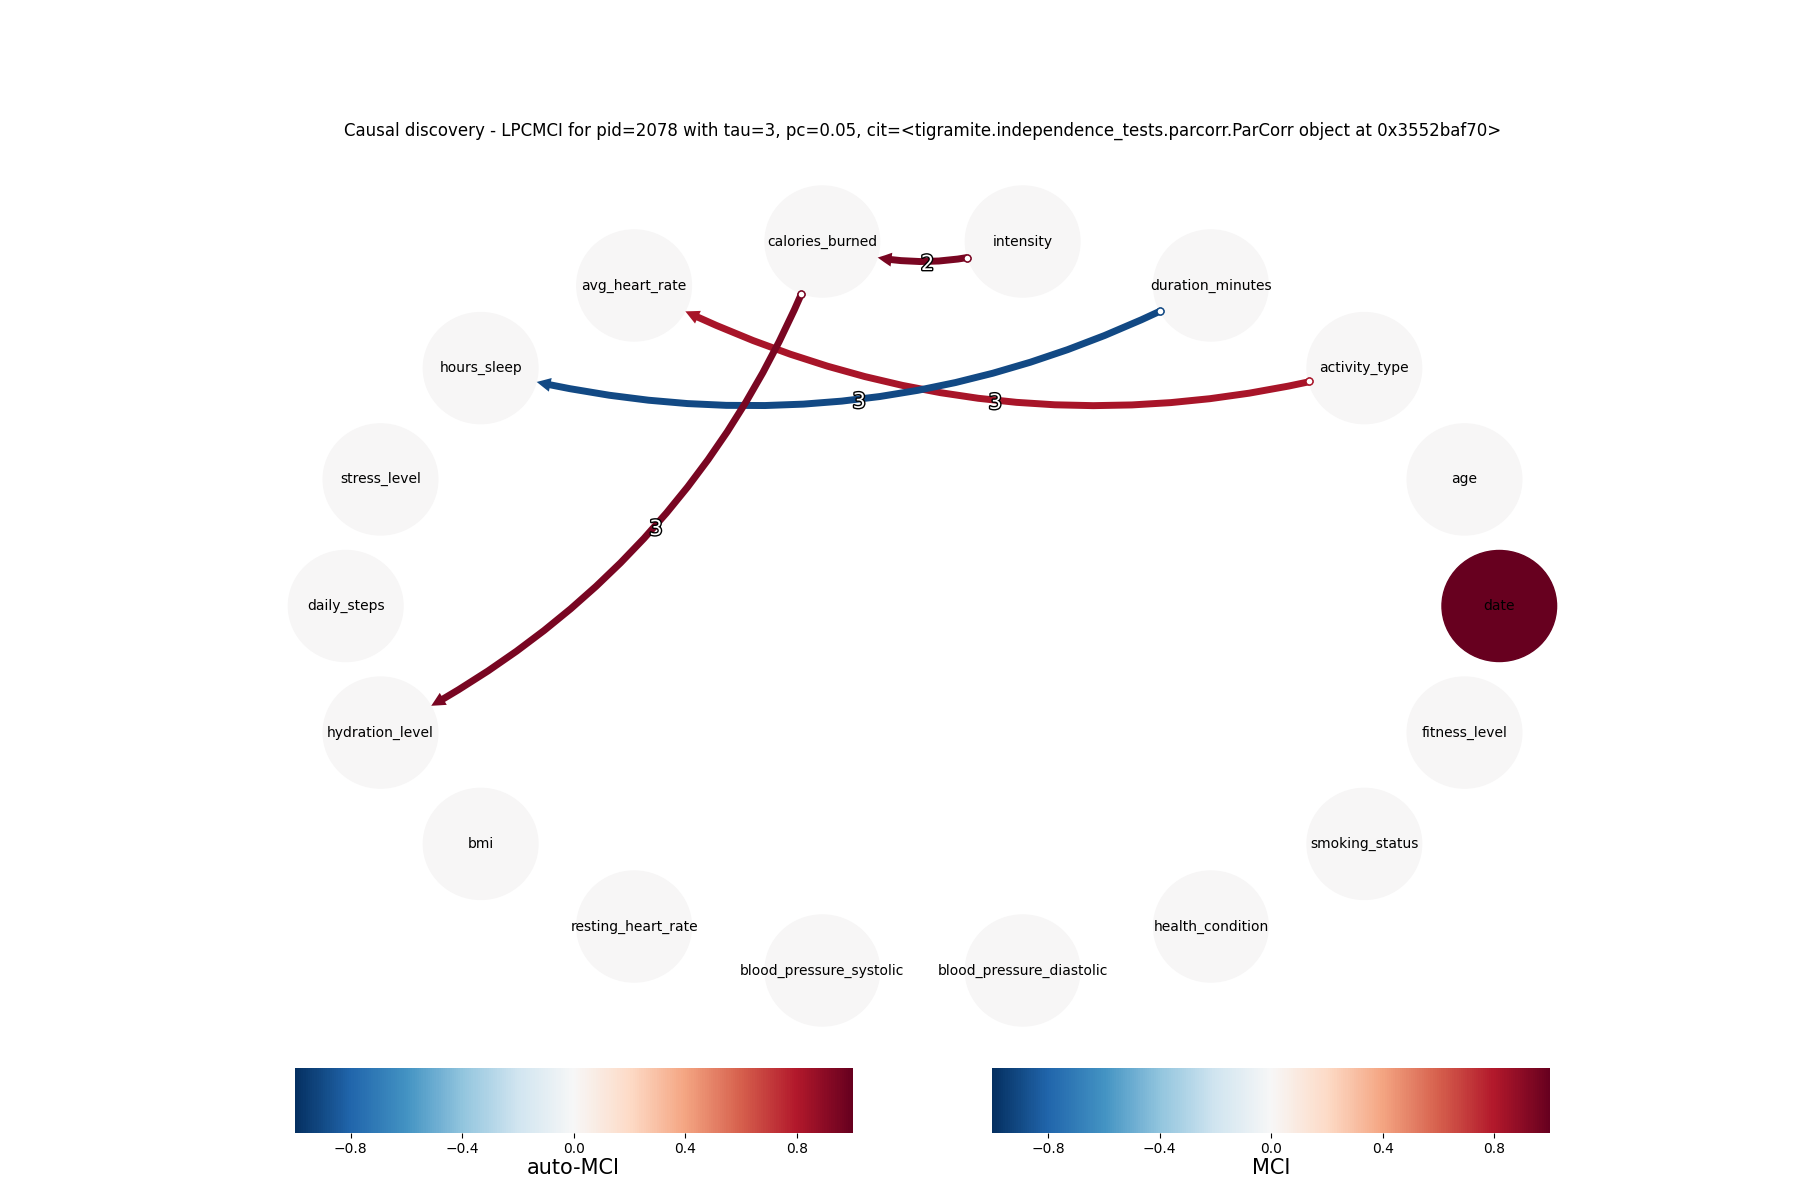 Causal discovery - LPCMCI for pid=2078 with tau=3, pc=0.05, cit=<tigramite.independence_tests.parcorr.ParCorr object at 0x3552baf70>
calories_burned
intensity
2
avg_heart_rate
duration_minutes
hours_sleep
activity_type
3
3
stress_level
age
3
daily_steps
date
hydration_level
fitness_level
bmi
smoking_status
resting_heart_rate
health_condition
blood_pressure_systolic
blood_pressure_diastolic
−0.8 −0.4 0.0 0.4 0.8
auto-MCI
−0.8 −0.4 0.0 0.4 0.8
MCI